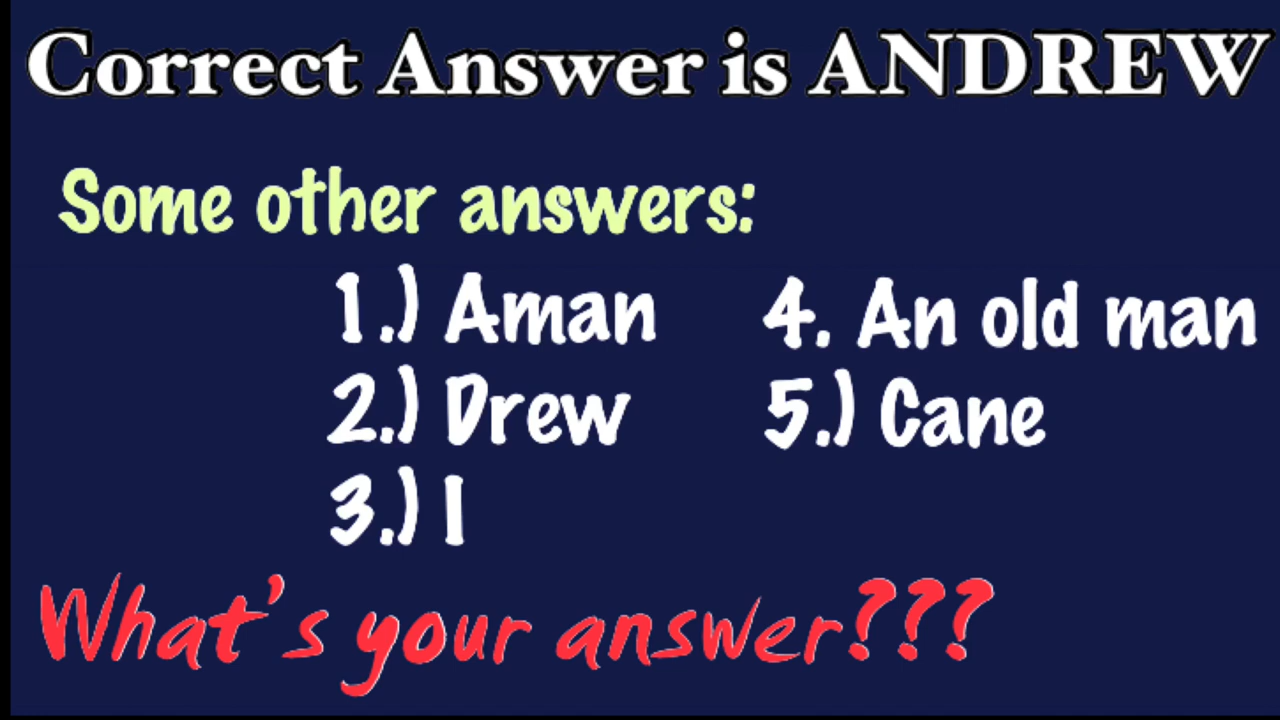 Correct Answer is ANDREW
Some other answers:
1.) Aman
2.) Drew
3.) I
4. An old man
5.) Cane
What's your answer???